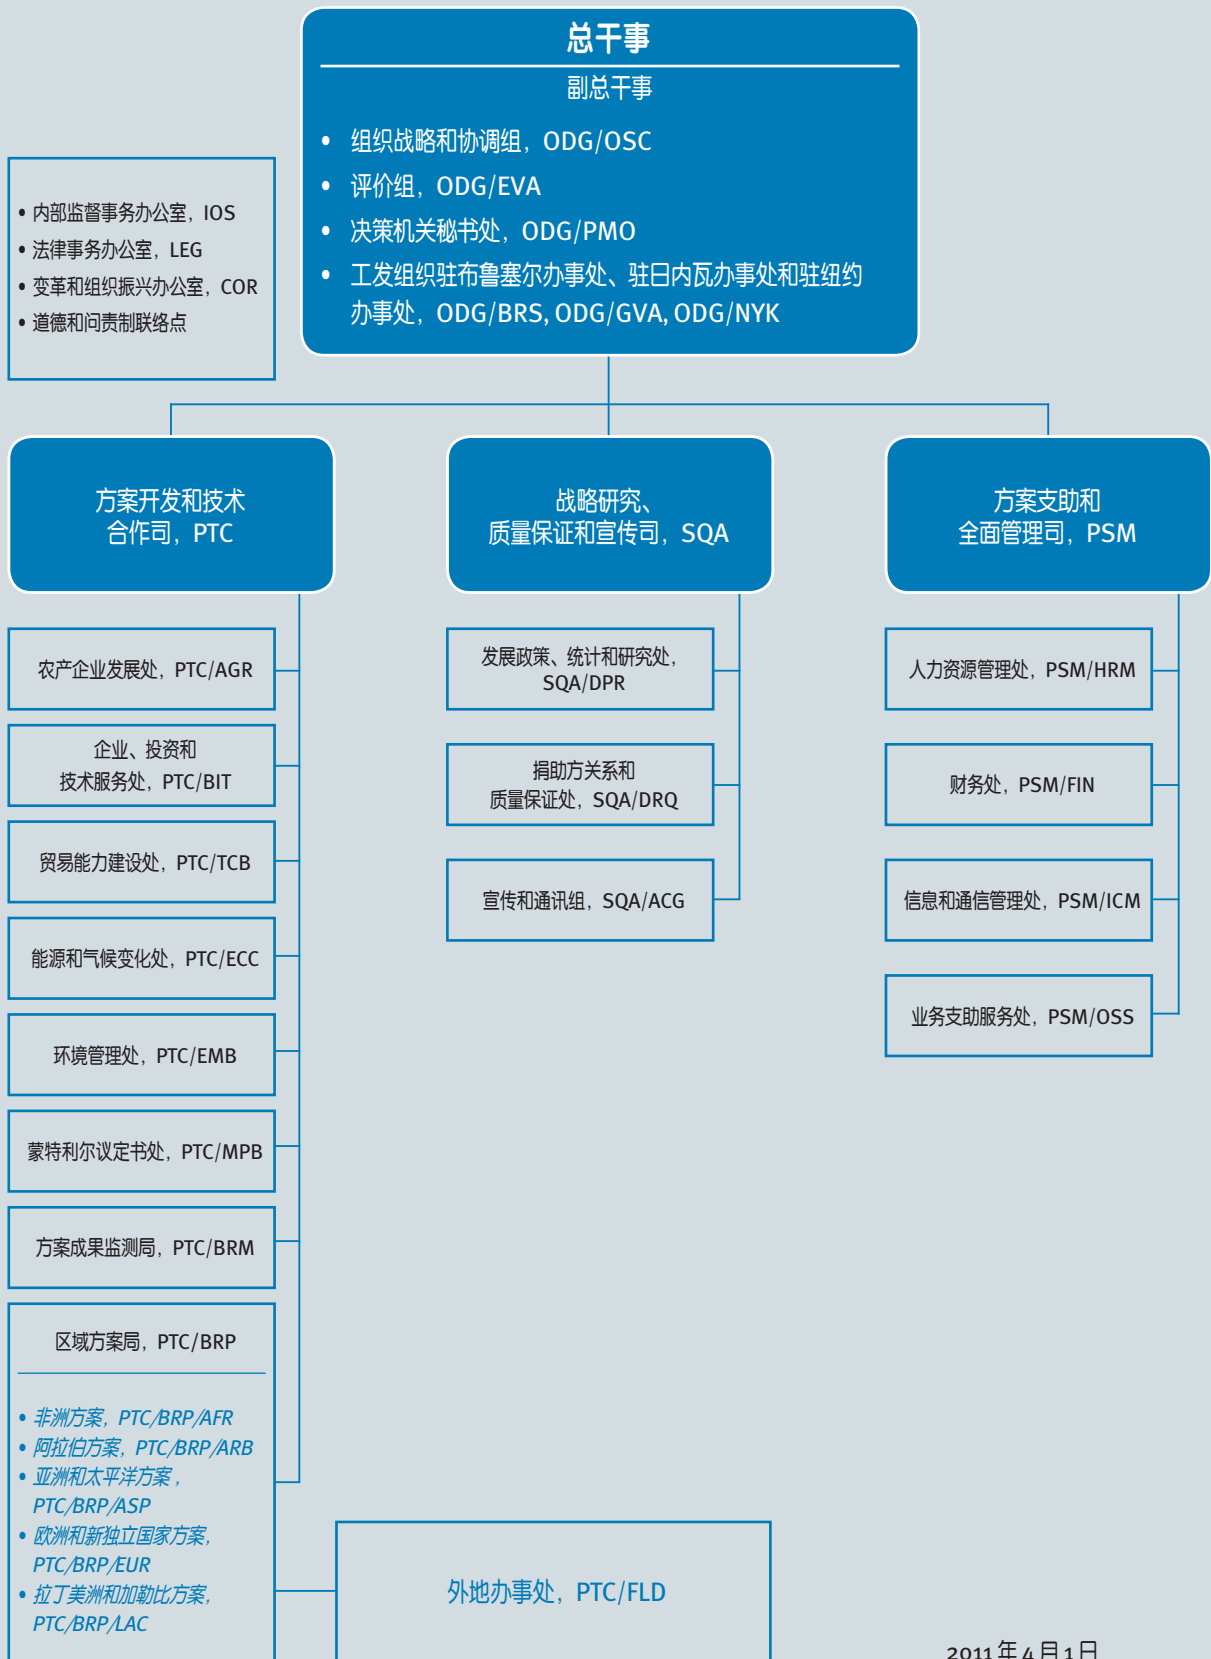 总干事
副总干事
• 组织战略和协调组，ODG/OSC
• 评价组，ODG/EVA
• 决策机关秘书处，ODG/PMO
• 工发组织驻布鲁塞尔办事处、驻日内瓦办事处和驻纽约
办事处，ODG/BRS, ODG/GVA, ODG/NYK
• 内部监督事务办公室，IOS
• 法律事务办公室，LEG
• 变革和组织振兴办公室，COR
• 道德和问责制联络点
方案开发和技术
合作司，PTC
农产企业发展处，PTC/AGR
企业、投资和
技术服务处，PTC/BIT
贸易能力建设处，PTC/TCB
能源和气候变化处，PTC/ECC
环境管理处，PTC/EMB
蒙特利尔议定书处，PTC/MPB
方案成果监测局，PTC/BRM
区域方案局，PTC/BRP
• 非洲方案，PTC/BRP/AFR
• 阿拉伯方案，PTC/BRP/ARB
• 亚洲和太平洋方案，
PTC/BRP/ASP
• 欧洲和新独立国家方案，
PTC/BRP/EUR
• 拉丁美洲和加勒比方案，
PTC/BRP/LAC
外地办事处，PTC/FLD
战略研究、
质量保证和宣传司，SQA
发展政策、统计和研究处，
SQA/DPR
捐助方关系和
质量保证处，SQA/DRQ
宣传和通讯组，SQA/ACG
方案支助和
全面管理司，PSM
人力资源管理处，PSM/HRM
财务处，PSM/FIN
信息和通信管理处，PSM/ICM
业务支助服务处，PSM/OSS
2011年4月1日